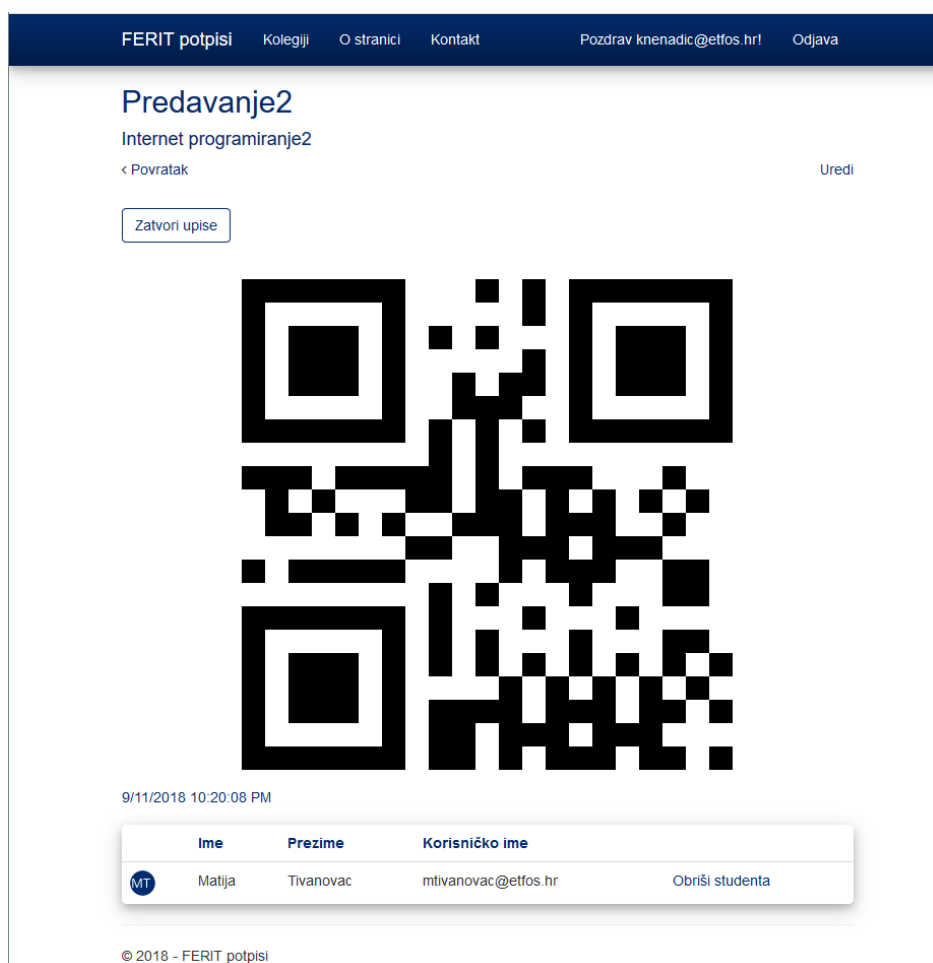 FERIT potpisi Kolegiji O stranici Kontakt Pozdrav knenadic@etfos.hr! Odjava
Predavanje2
Internet programiranje2
< Povratak Uredi
Zatvori upise
9/11/2018 10:20:08 PM
Ime Prezime Korisničko ime
MT Matija Tivanovac mtivanovac@etfos.hr Obriši studenta
© 2018 - FERIT potpisi